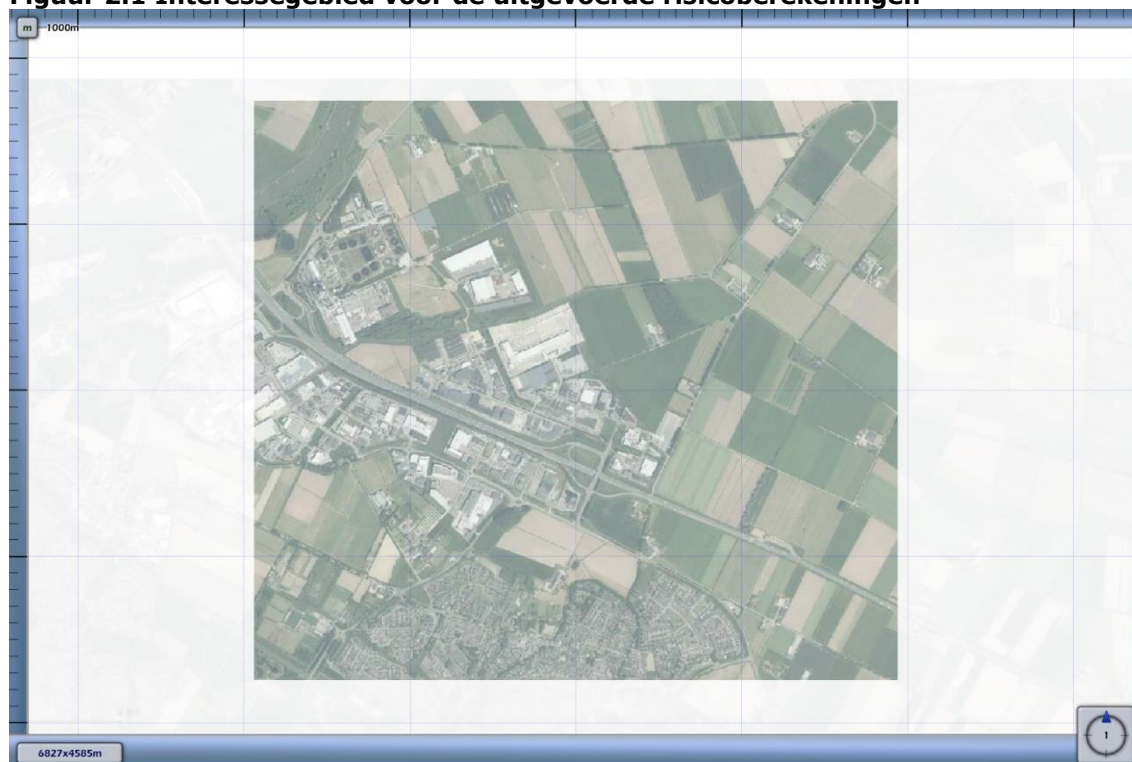 Figuur 2.1 Interessegebied voor de uitgevoerde risicoberekeningen
m 1000m
6827x4585m
1